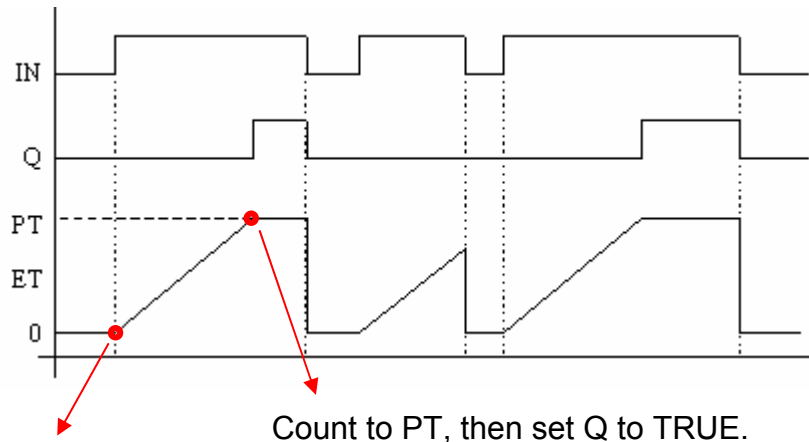 IN
Q
PT
ET
0
Count to PT, then set Q to TRUE.